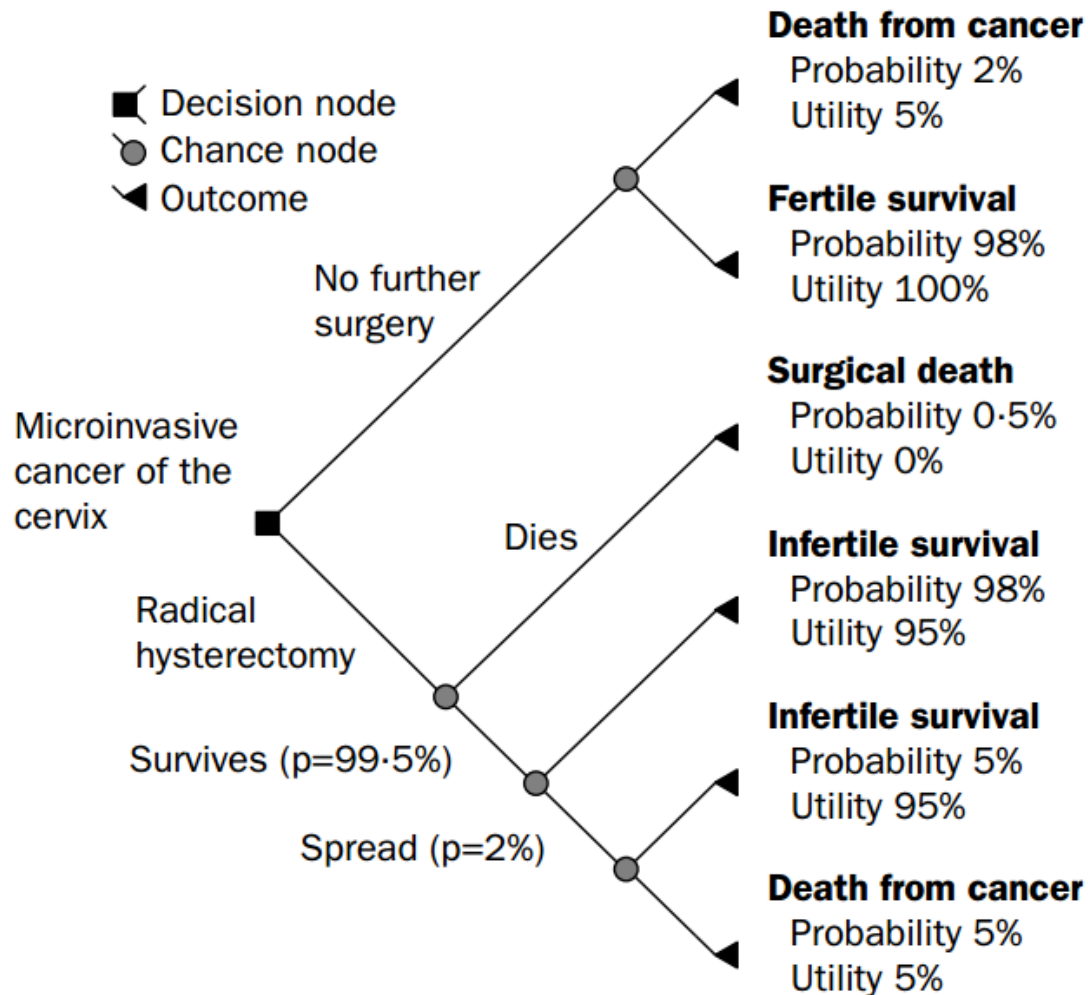 Decision node
Chance node
Outcome
No further
surgery
Microinvasive
cancer of the
cervix
Radical
hysterectomy
Dies
Survives (p=99·5%)
Spread (p=2%)
Death from cancer
Probability 2%
Utility 5%
Fertile survival
Probability 98%
Utility 100%
Surgical death
Probability 0·5%
Utility 0%
Infertile survival
Probability 98%
Utility 95%
Infertile survival
Probability 5%
Utility 95%
Death from cancer
Probability 5%
Utility 5%